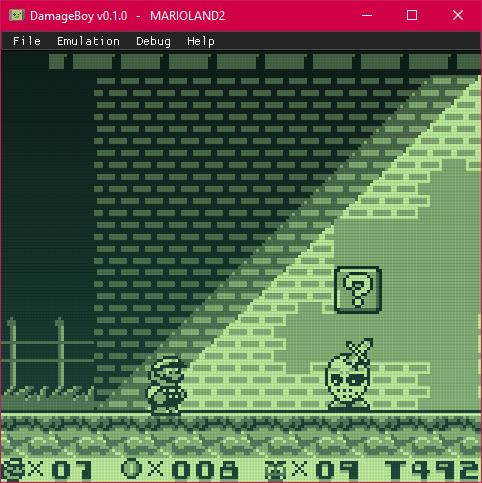 DamageBoy v0.1.0 - MARIOLAND2
File Emulation Debug Help
?
×07 ×008 ×09 T492